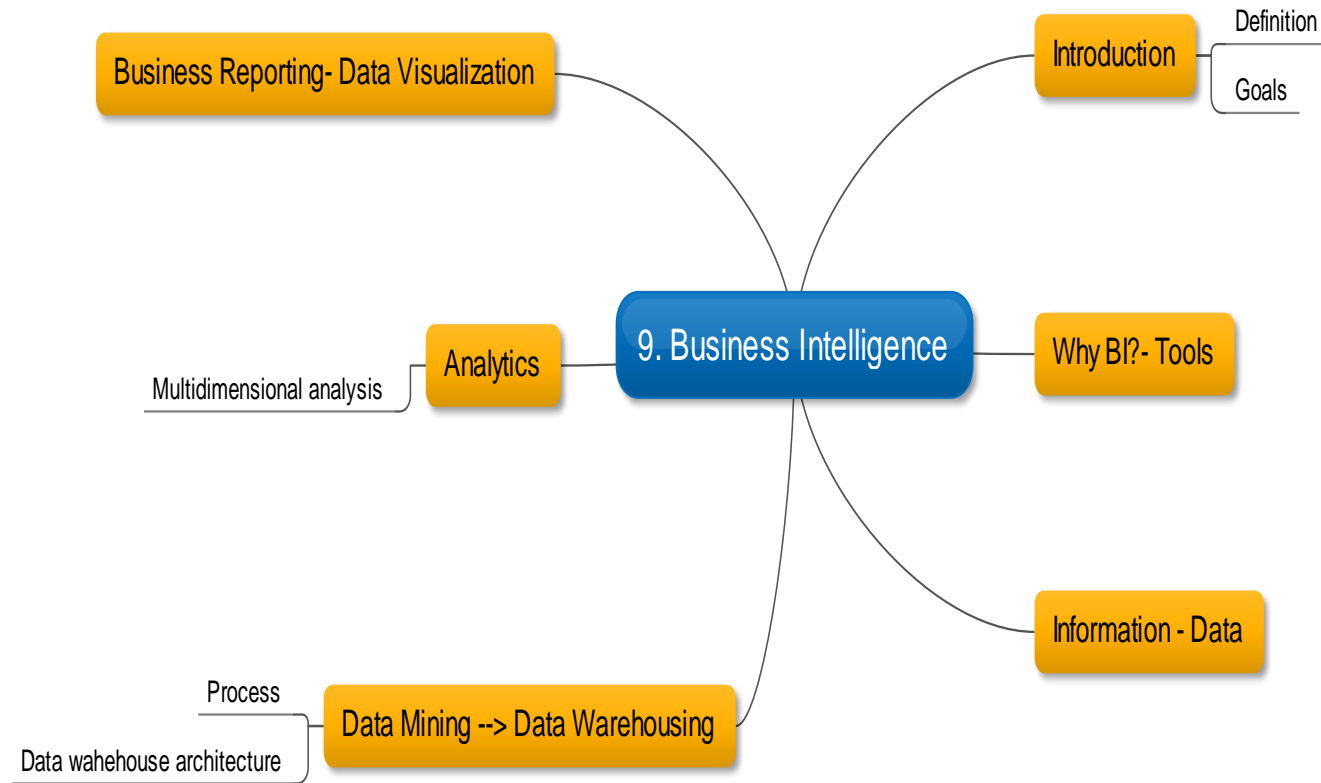 Business Reporting- Data Visualization
Introduction
Definition
Goals
9. Business Intelligence
Why BI?- Tools
Analytics
Multidimensional analysis
Information - Data
Data Mining --> Data Warehousing
Process
Data wahehouse architecture